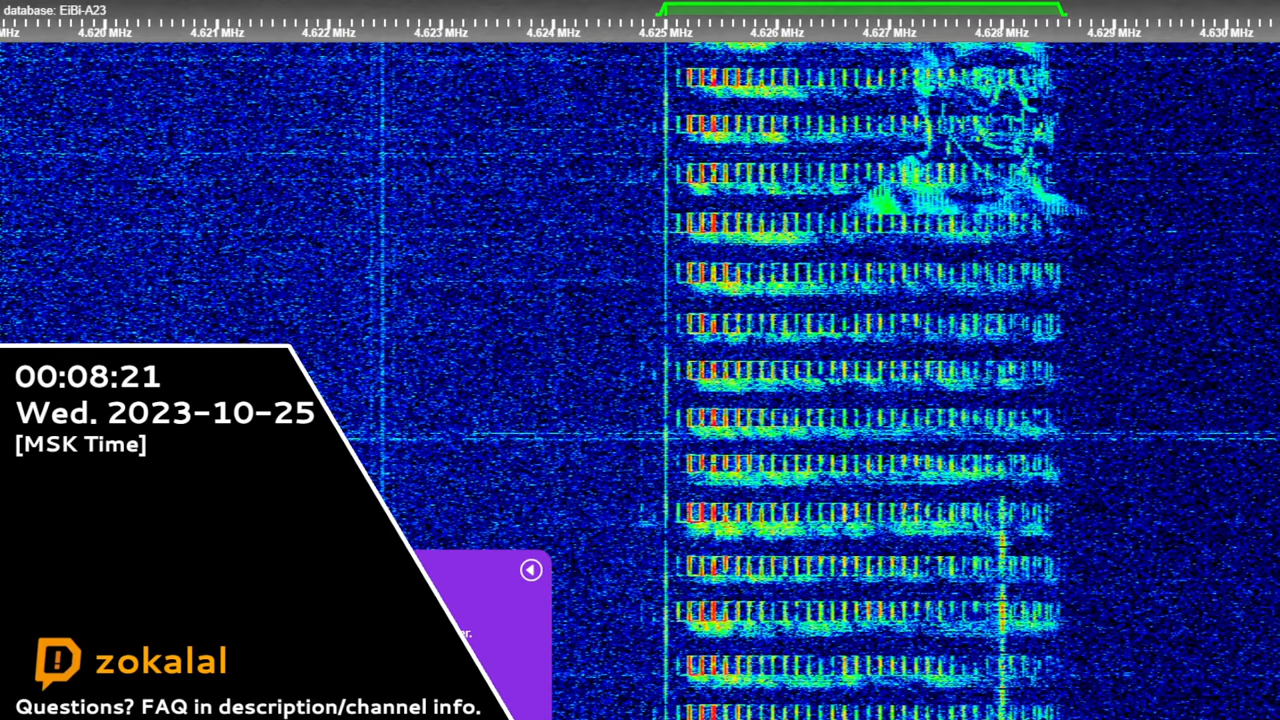 database: EiBi-A23
MHz 4.620 MHz 4.621 MHz 4.622 MHz 4.623 MHz 4.624 MHz 4.625 MHz 4.626 MHz 4.627 MHz 4.628 MHz 4.629 MHz 4.630 MHz
00:08:21
Wed. 2023-10-25
[MSK Time]
er.
zokalal
Questions? FAQ in description/channel info.